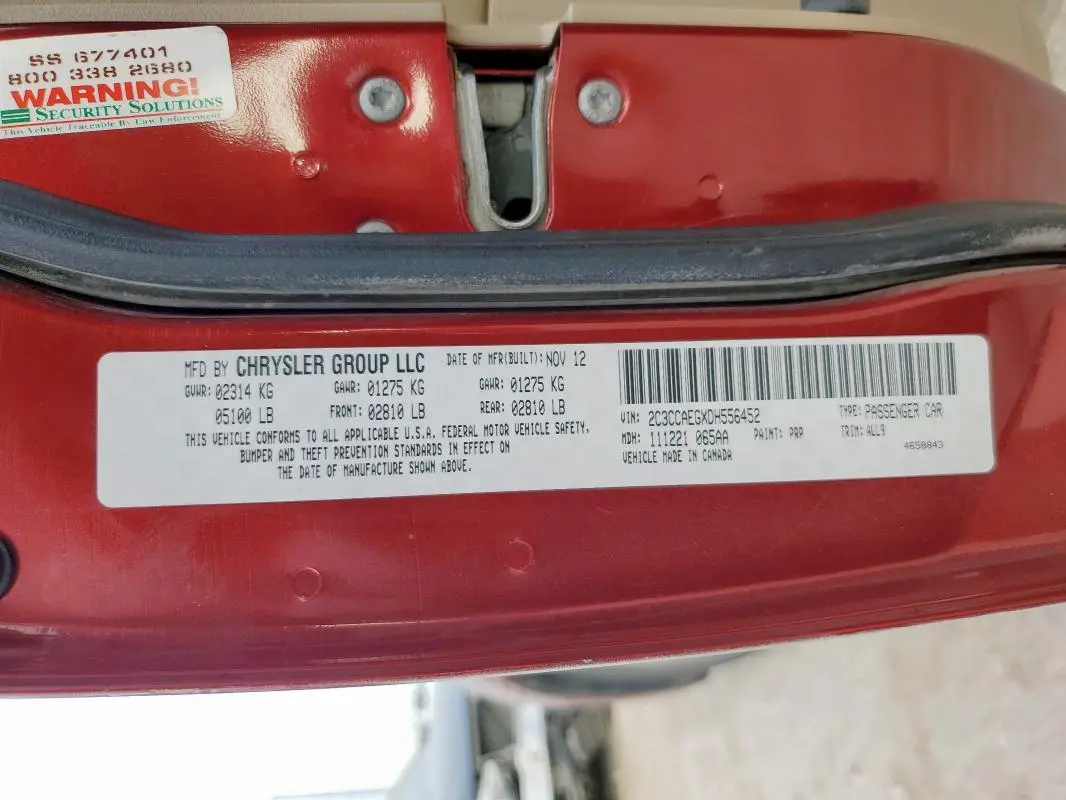 SS 677401
800 338 2680
WARNING!
SECURITY SOLUTIONS
This Vehicle Traceable By Law Enforcement
MFD BY CHRYSLER GROUP LLC DATE OF MFR(BUILT): NOV 12
GVWR: 02314 KG GAWR: 01275 KG GAWR: 01275 KG
05100 LB FRONT: 02810 LB REAR: 02810 LB
THIS VEHICLE CONFORMS TO ALL APPLICABLE U.S.A. FEDERAL MOTOR VEHICLE SAFETY,
BUMPER AND THEFT PREVENTION STANDARDS IN EFFECT ON
THE DATE OF MANUFACTURE SHOWN ABOVE.
VIN: 2C3CCAEGXDH556452 TYPE: PASSENGER CAR
MDH: 111221 065AA PAINT: PRP TRIM: ALL9
VEHICLE MADE IN CANADA 4658843